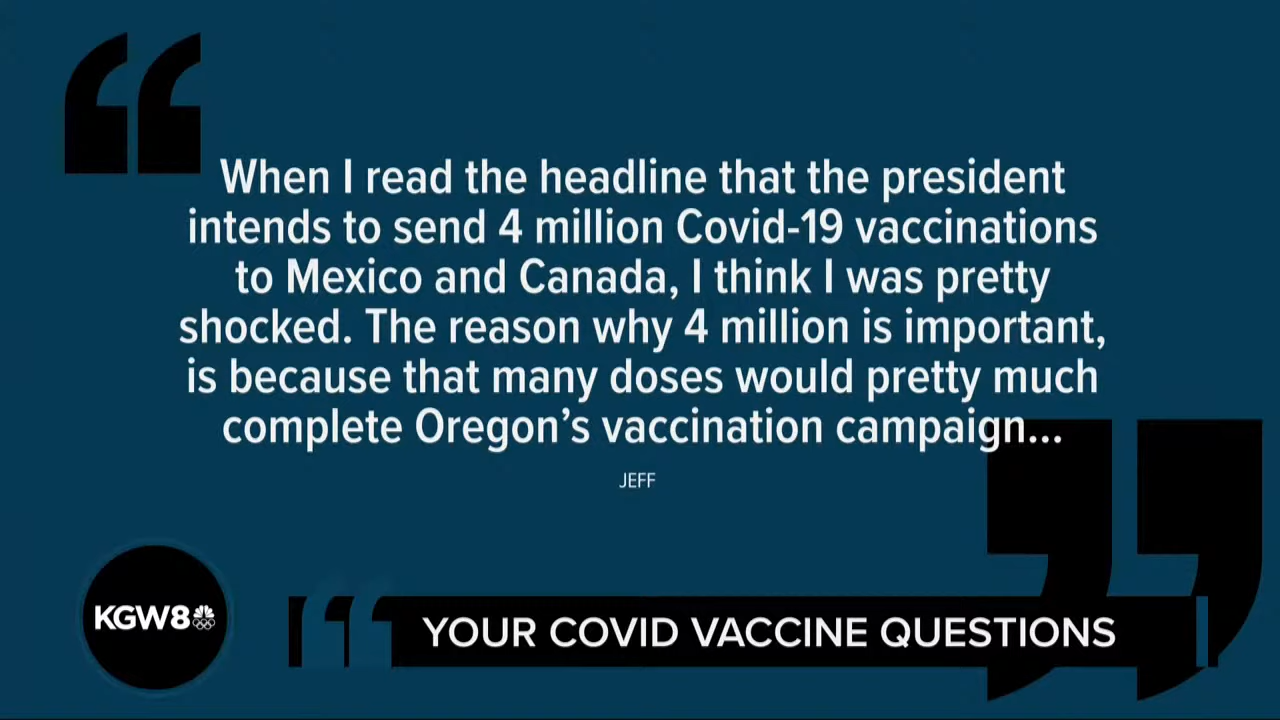 When I read the headline that the president
intends to send 4 million Covid-19 vaccinations
to Mexico and Canada, I think I was pretty
shocked. The reason why 4 million is important,
is because that many doses would pretty much
complete Oregon’s vaccination campaign...
JEFF
KGW8
YOUR COVID VACCINE QUESTIONS